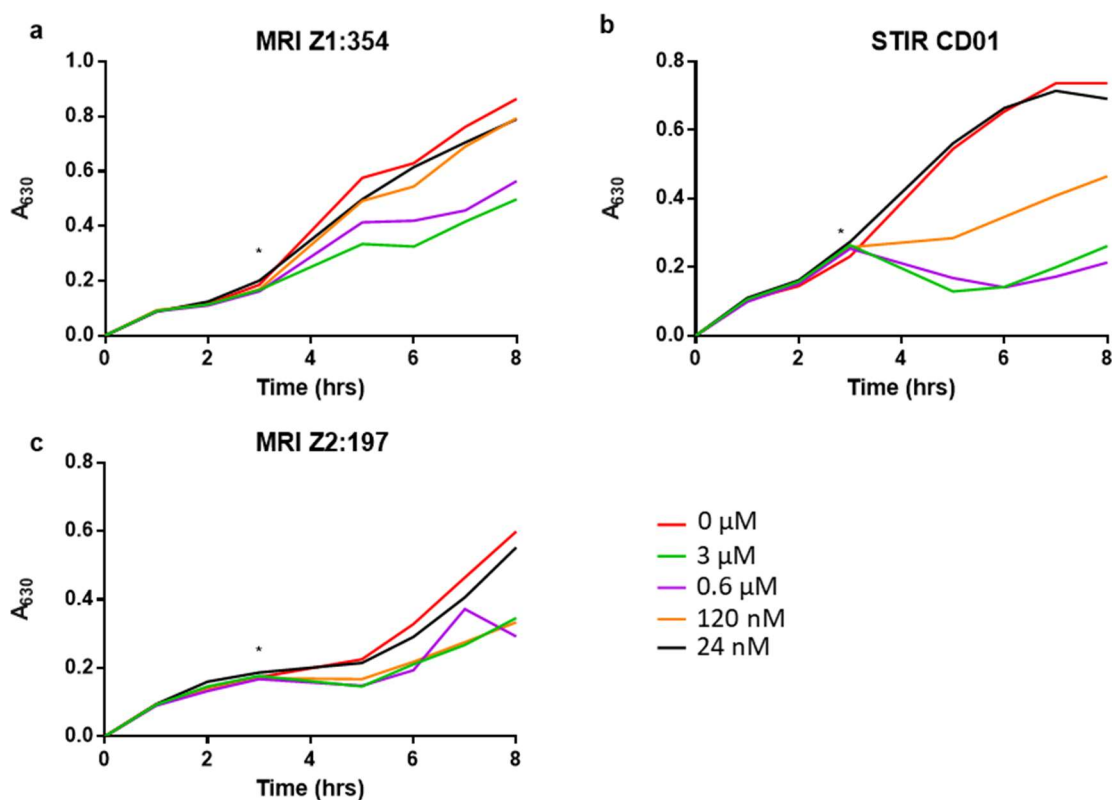 a
MRI Z1:354
1.0
0.8
0.6
0.4
0.2
0.0
A630
*
0 2 4 6 8
Time (hrs)
b
STIR CD01
0.8
0.6
0.4
0.2
0.0
A630
*
0 2 4 6 8
Time (hrs)
c
MRI Z2:197
0.8
0.6
0.4
0.2
0.0
A630
*
0 2 4 6 8
Time (hrs)
0 µM
3 µM
0.6 µM
120 nM
24 nM